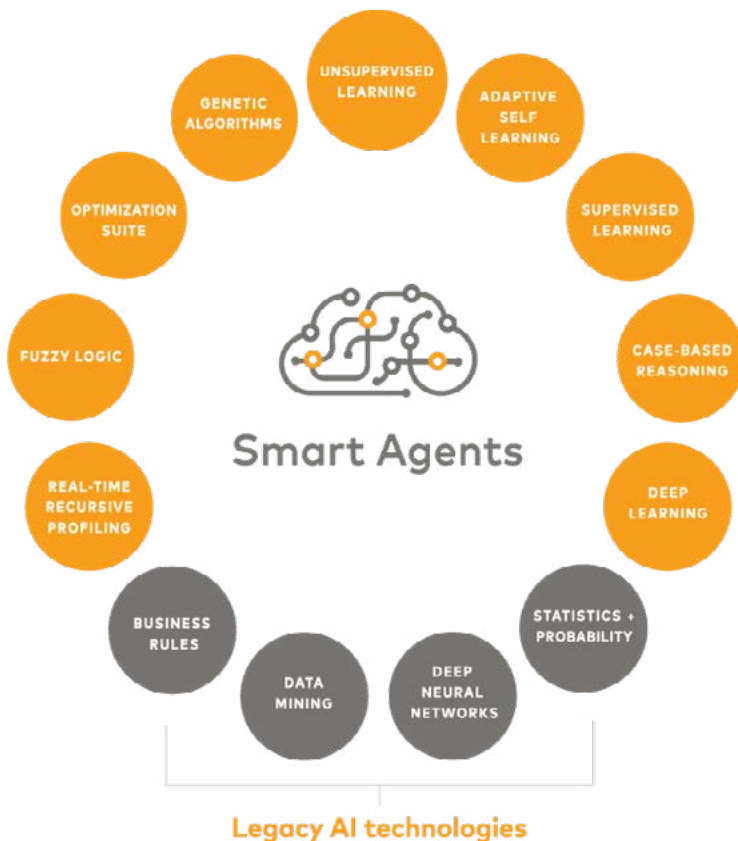 UNSUPERVISED
LEARNING
GENETIC
ALGORITHMS
ADAPTIVE
SELF
LEARNING
OPTIMIZATION
SUITE
SUPERVISED
LEARNING
FUZZY LOGIC
CASE-BASED
REASONING
Smart Agents
REAL-TIME
RECURSIVE
PROFILING
DEEP
LEARNING
BUSINESS
RULES
STATISTICS +
PROBABILITY
DATA
MINING
DEEP
NEURAL
NETWORKS
Legacy AI technologies